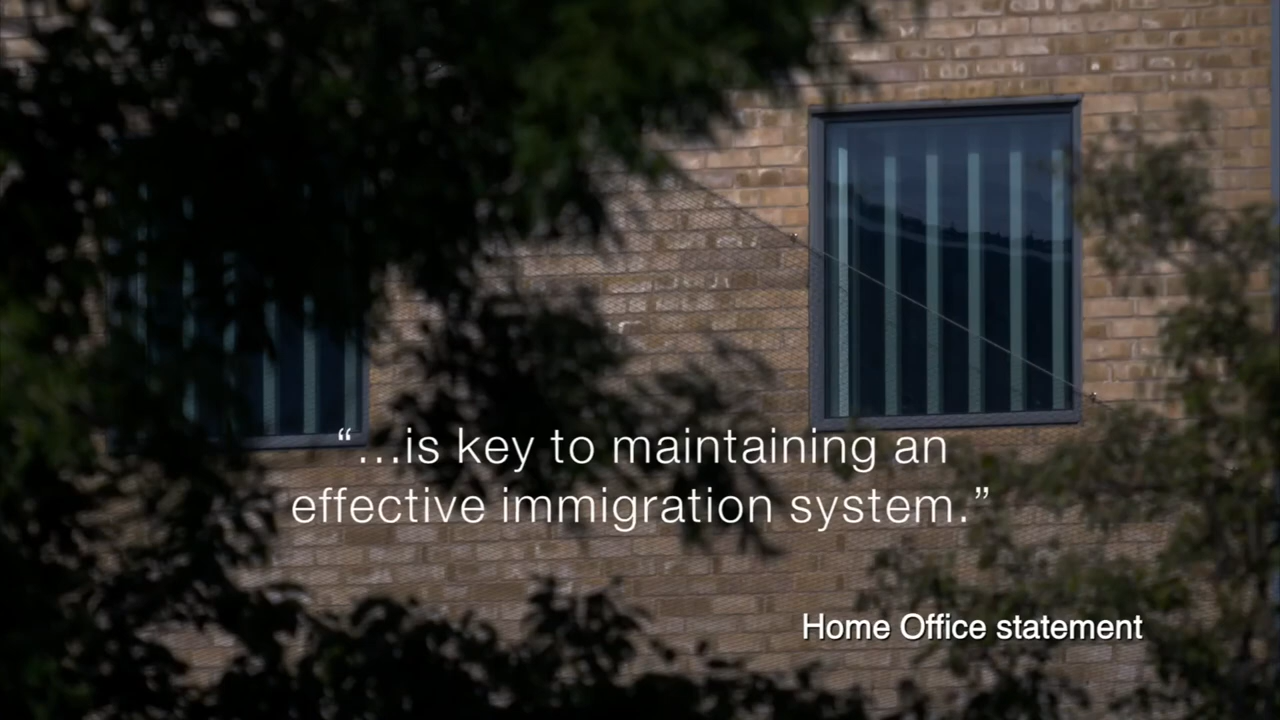 “…is key to maintaining an
effective immigration system.”
Home Office statement